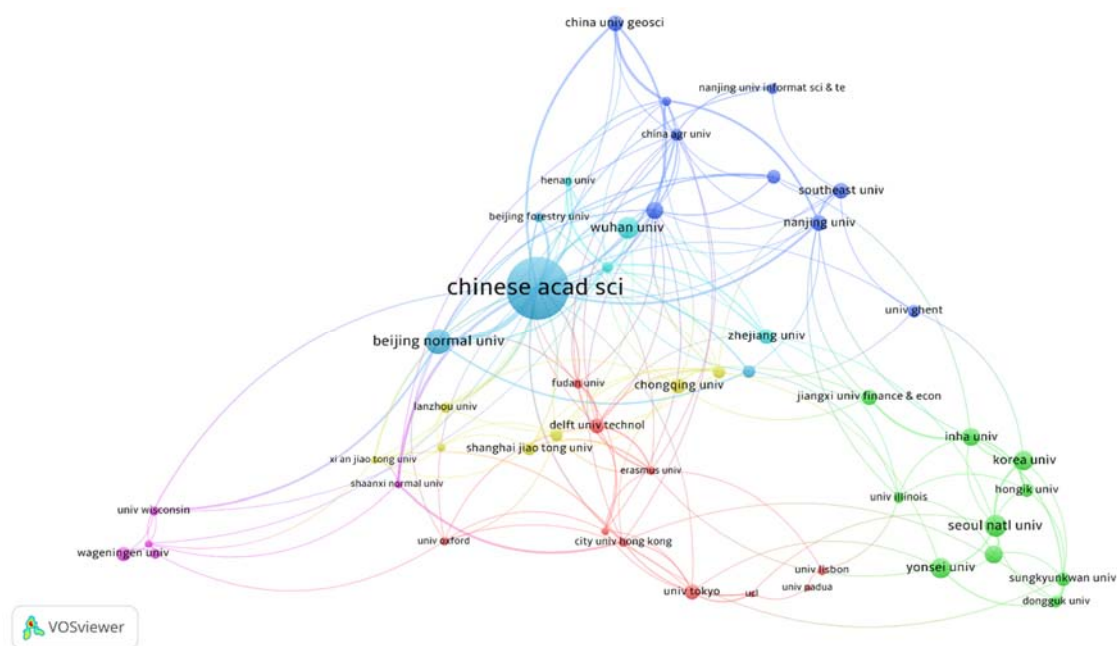 china univ geosci
nanjing univ informat sci & te
china agr univ
henan univ
southeast univ
beijing forestry univ
nanjing univ
wuhan univ
chinese acad sci
univ ghent
zhejiang univ
beijing normal univ
fudan univ
chongqing univ
jiangxi univ finance & econ
lanzhou univ
delft univ technol
inha univ
shanghai jiao tong univ
xi an jiao tong univ
korea univ
erasmus univ
shaanxi normal univ
hongik univ
univ illinois
univ wisconsin
seoul natl univ
univ oxford
city univ hong kong
wageningen univ
yonsei univ
univ lisbon
sungkyunkwan univ
univ padua
univ tokyo
ucl
dongguk univ
VOSviewer